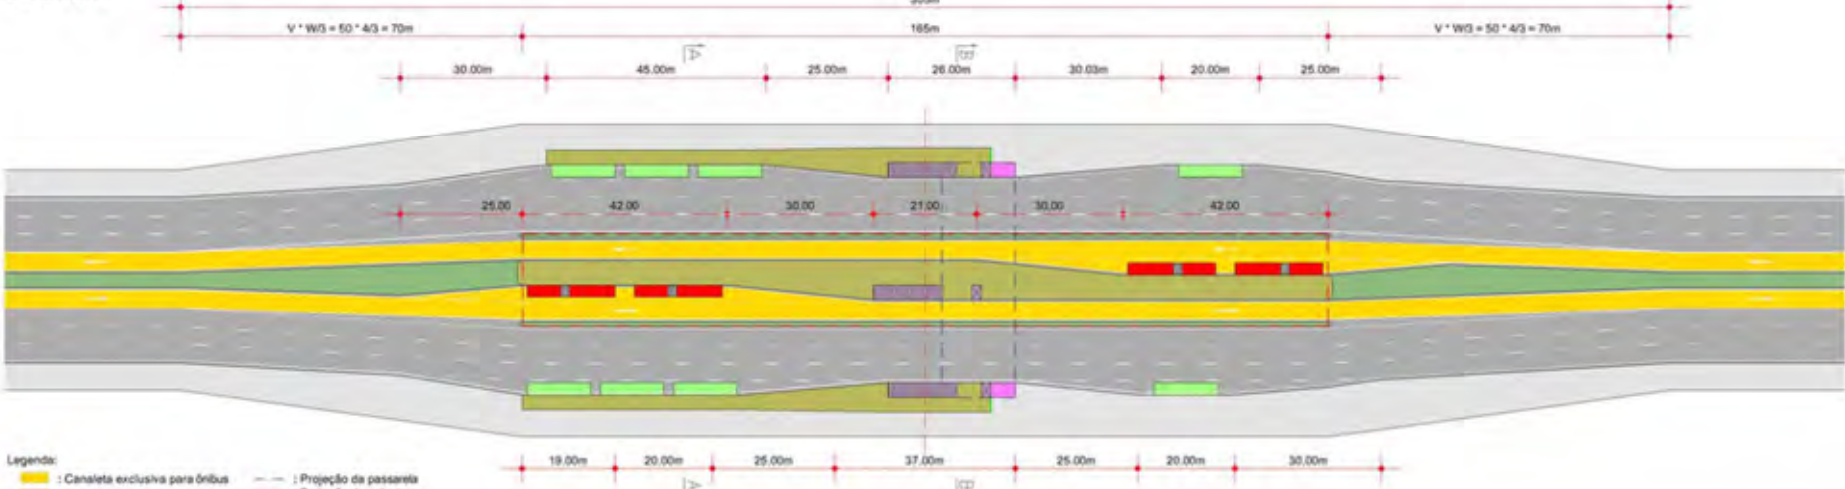 V * W/3 = 50 * 4/3 = 70m
165m
V * W/3 = 50 * 4/3 = 70m
A
B
30.00m
45.00m
25.00m
26.00m
30.03m
20.00m
25.00m
25.00
42.00
30.00
21.00
30.00
42.00
Legenda:
: Canaleta exclusiva para ônibus
: Projeção da passarela
19.00m
20.00m
25.00m
37.00m
25.00m
20.00m
30.00m
A
B